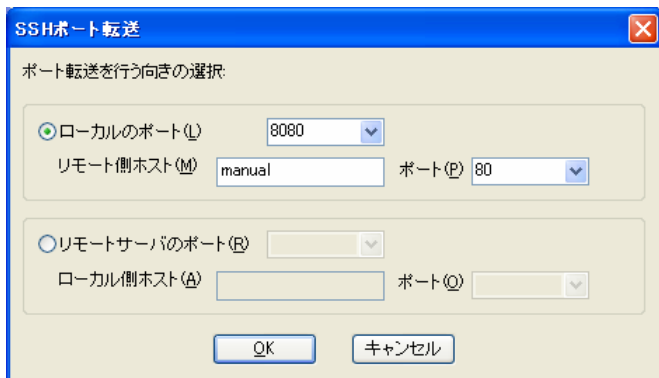 SSHポート転送
ポート転送を行う向きの選択:
ローカルのポート(L) 8080
リモート側ホスト(M) manual ポート(P) 80
リモートサーバのポート(R)
ローカル側ホスト(A) ポート(O)
OK キャンセル